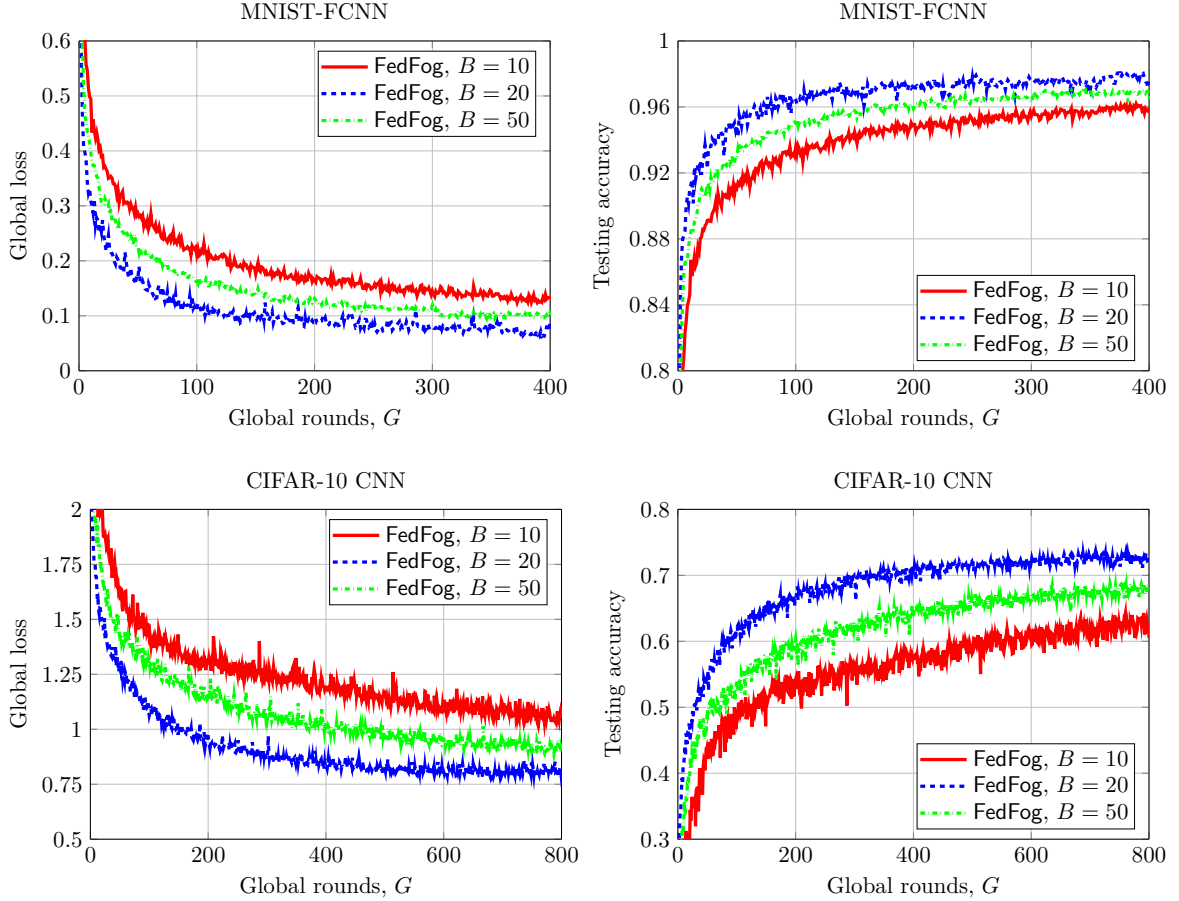 MNIST-FCNN
0.6
0.5
0.4
0.3
0.2
0.1
0
0
100
200
300
400
Global loss
Global rounds, G
FedFog, B = 10
FedFog, B = 20
FedFog, B = 50
MNIST-FCNN
1
0.96
0.92
0.88
0.84
0.8
0
100
200
300
400
Testing accuracy
Global rounds, G
FedFog, B = 10
FedFog, B = 20
FedFog, B = 50
CIFAR-10 CNN
2
1.75
1.5
1.25
1
0.75
0.5
0
200
400
600
800
Global loss
Global rounds, G
FedFog, B = 10
FedFog, B = 20
FedFog, B = 50
CIFAR-10 CNN
0.8
0.7
0.6
0.5
0.4
0.3
0
200
400
600
800
Testing accuracy
Global rounds, G
FedFog, B = 10
FedFog, B = 20
FedFog, B = 50